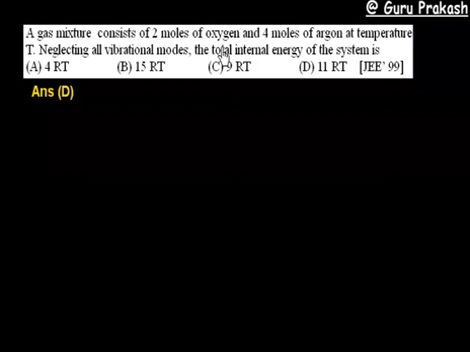 @ Guru Prakash
A gas mixture consists of 2 moles of oxygen and 4 moles of argon at temperature
T. Neglecting all vibrational modes, the total internal energy of the system is
(A) 4 RT (B) 15 RT (C) 9 RT (D) 11 RT [JEE' 99]
Ans (D)